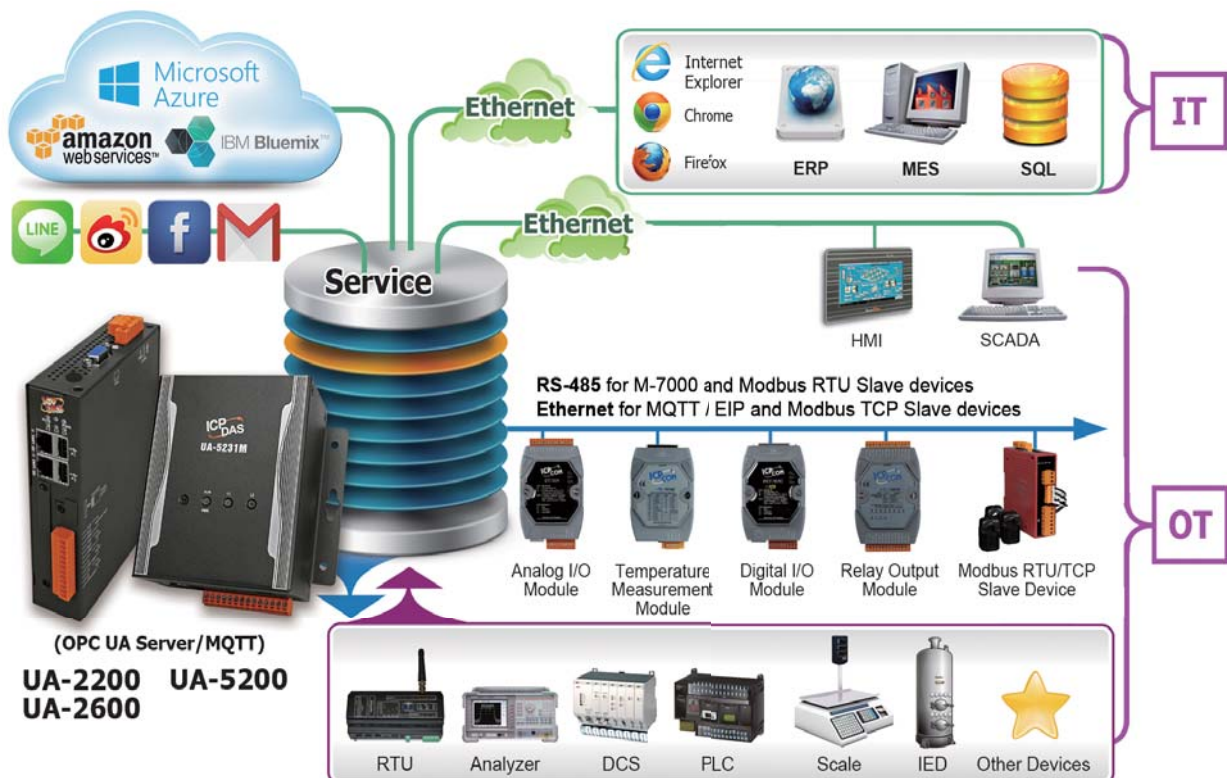 Microsoft
Azure
amazon
web services™
IBM Bluemix™
LINE
Ethernet
Internet
Explorer
Chrome
Firefox
ERP
MES
SQL
IT
Ethernet
Service
HMI
SCADA
RS-485 for M-7000 and Modbus RTU Slave devices
Ethernet for MQTT / EIP and Modbus TCP Slave devices
ICP
DAS
UA-5231M
Analog I/O
Module
Temperature
Measurement
Module
Digital I/O
Module
Relay Output
Module
Modbus RTU/TCP
Slave Device
OT
(OPC UA Server/MQTT)
UA-2200
UA-5200
UA-2600
RTU
Analyzer
DCS
PLC
Scale
IED
Other Devices